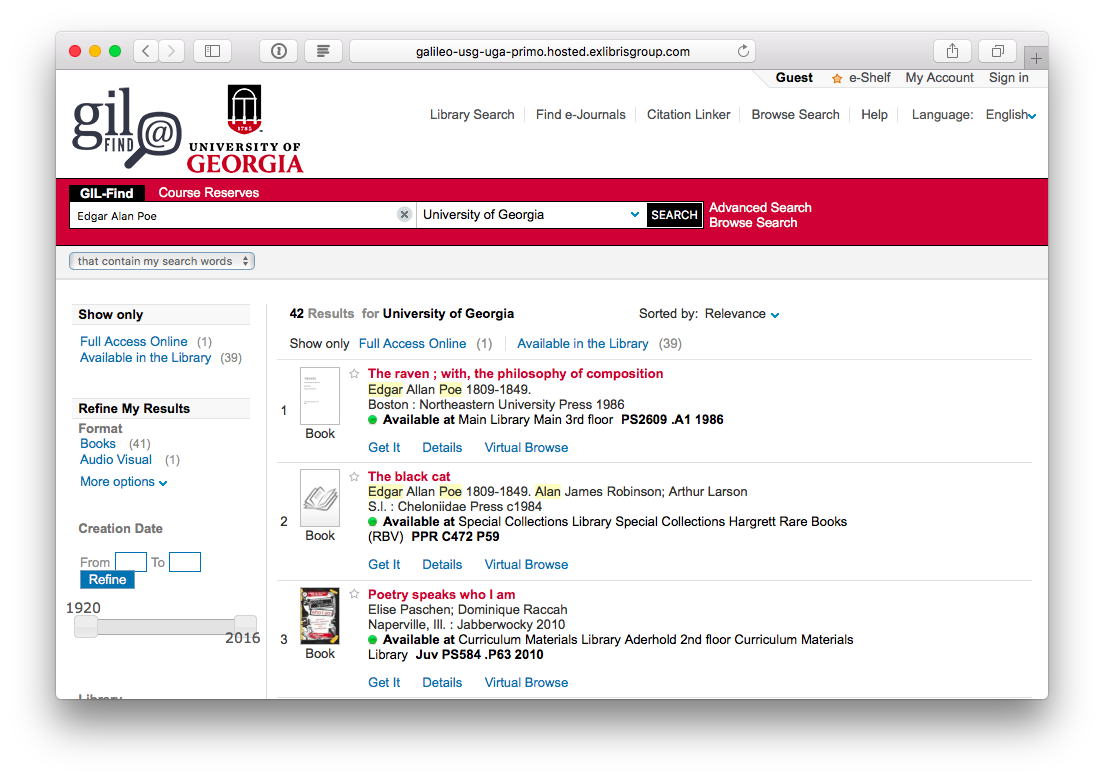 galileo-usg-uga-primo.hosted.exlibrisgroup.com
Guest e-Shelf My Account Sign in
gil
FIND @
1785
UNIVERSITY OF
GEORGIA
Library Search Find e-Journals Citation Linker Browse Search Help Language: English
GIL-Find Course Reserves
Edgar Alan Poe University of Georgia SEARCH
Advanced Search
Browse Search
that contain my search words
Show only
Full Access Online (1)
Available in the Library (39)
Refine My Results
Format
Books (41)
Audio Visual (1)
More options
Creation Date
From To
Refine
1920
2016
Library
42 Results for University of Georgia Sorted by: Relevance
Show only Full Access Online (1) Available in the Library (39)
1
Book
The raven ; with, the philosophy of composition
Edgar Allan Poe 1809-1849.
Boston : Northeastern University Press 1986
Available at Main Library Main 3rd floor PS2609 .A1 1986
Get It Details Virtual Browse
2
Book
The black cat
Edgar Allan Poe 1809-1849. Alan James Robinson; Arthur Larson
S.l. : Cheloniidae Press c1984
Available at Special Collections Library Special Collections Hargrett Rare Books
(RBV) PPR C472 P59
Get It Details Virtual Browse
3
Book
Poetry speaks who I am
Elise Paschen; Dominique Raccah
Naperville, Ill. : Jabberwocky 2010
Available at Curriculum Materials Library Aderhold 2nd floor Curriculum Materials
Library Juv PS584 .P63 2010
Get It Details Virtual Browse